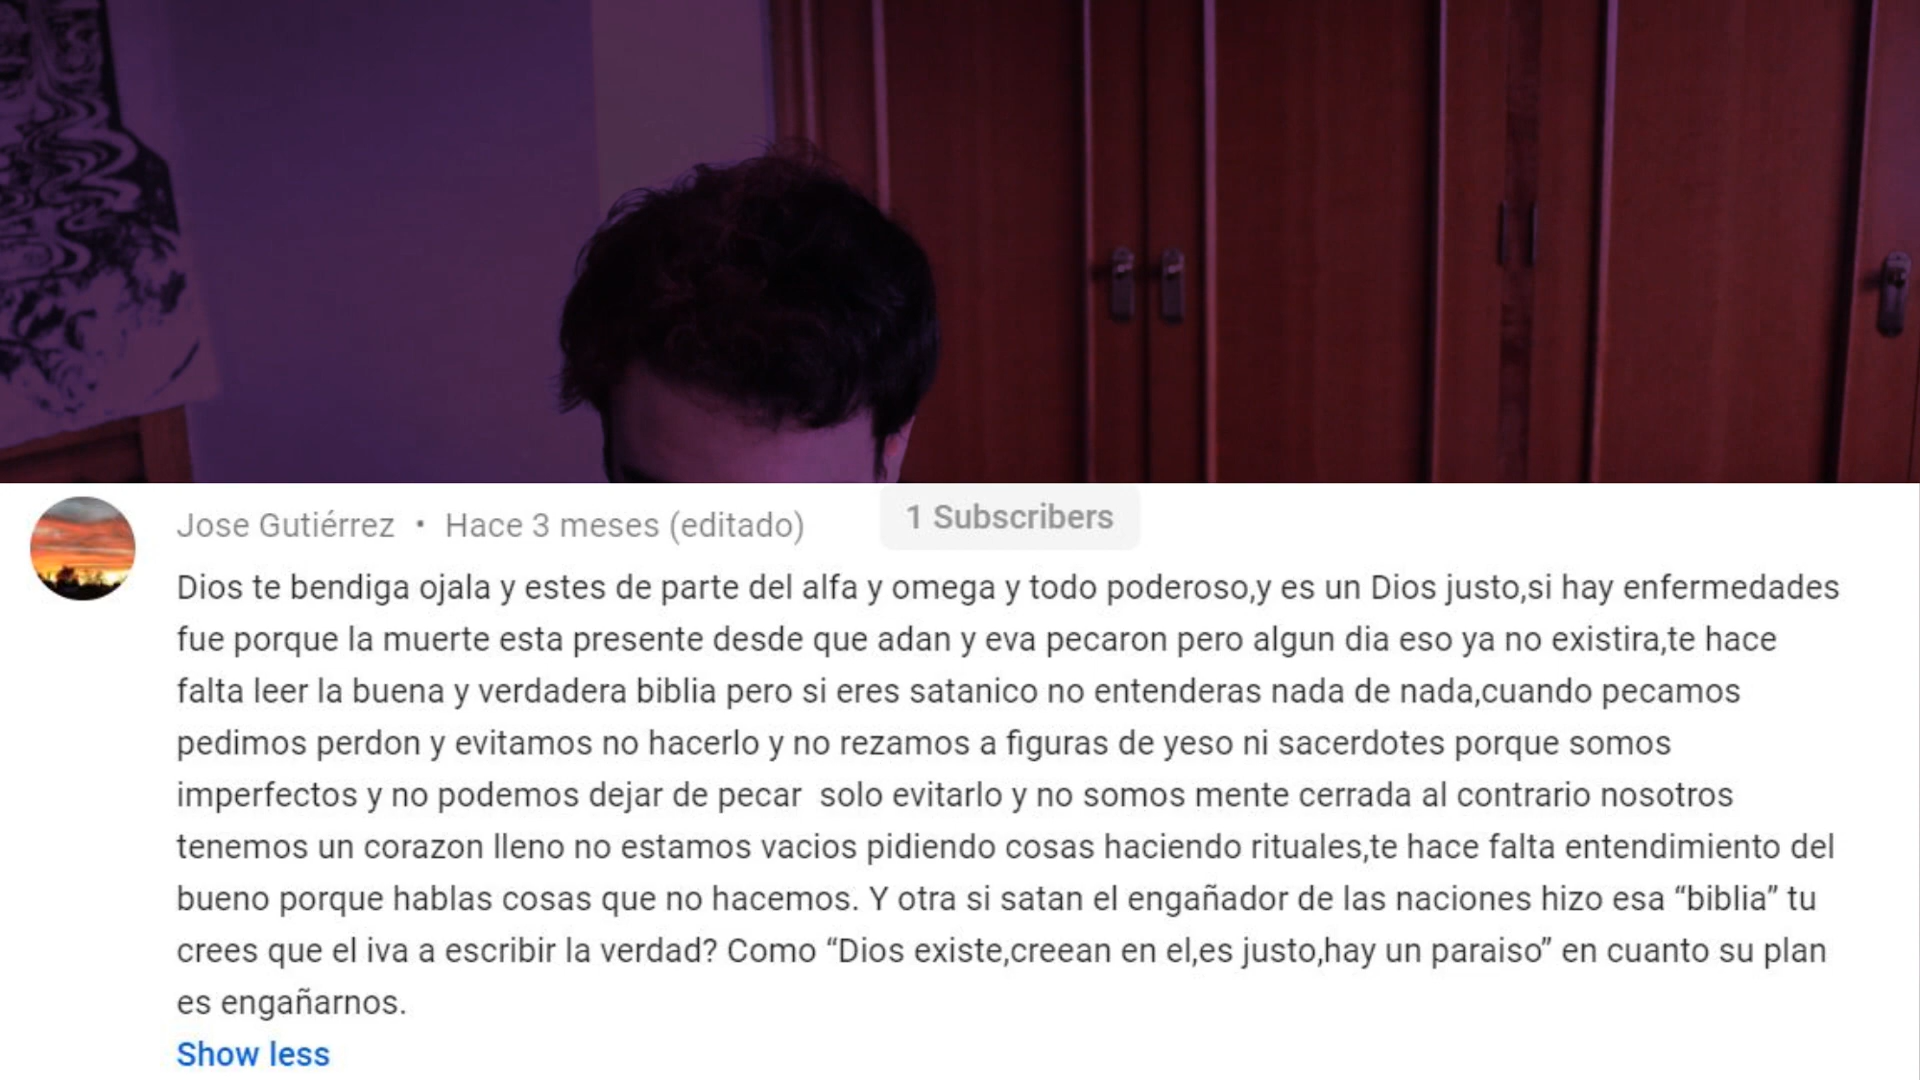 Jose Gutiérrez • Hace 3 meses (editado) 1 Subscribers
Dios te bendiga ojala y estes de parte del alfa y omega y todo poderoso,y es un Dios justo,si hay enfermedades
fue porque la muerte esta presente desde que adan y eva pecaron pero algun dia eso ya no existira,te hace
falta leer la buena y verdadera biblia pero si eres satanico no entenderas nada de nada,cuando pecamos
pedimos perdon y evitamos no hacerlo y no rezamos a figuras de yeso ni sacerdotes porque somos
imperfectos y no podemos dejar de pecar  solo evitarlo y no somos mente cerrada al contrario nosotros
tenemos un corazon lleno no estamos vacios pidiendo cosas haciendo rituales,te hace falta entendimiento del
bueno porque hablas cosas que no hacemos. Y otra si satan el engañador de las naciones hizo esa “biblia” tu
crees que el iva a escribir la verdad? Como “Dios existe,creean en el,es justo,hay un paraiso” en cuanto su plan
es engañarnos.
Show less